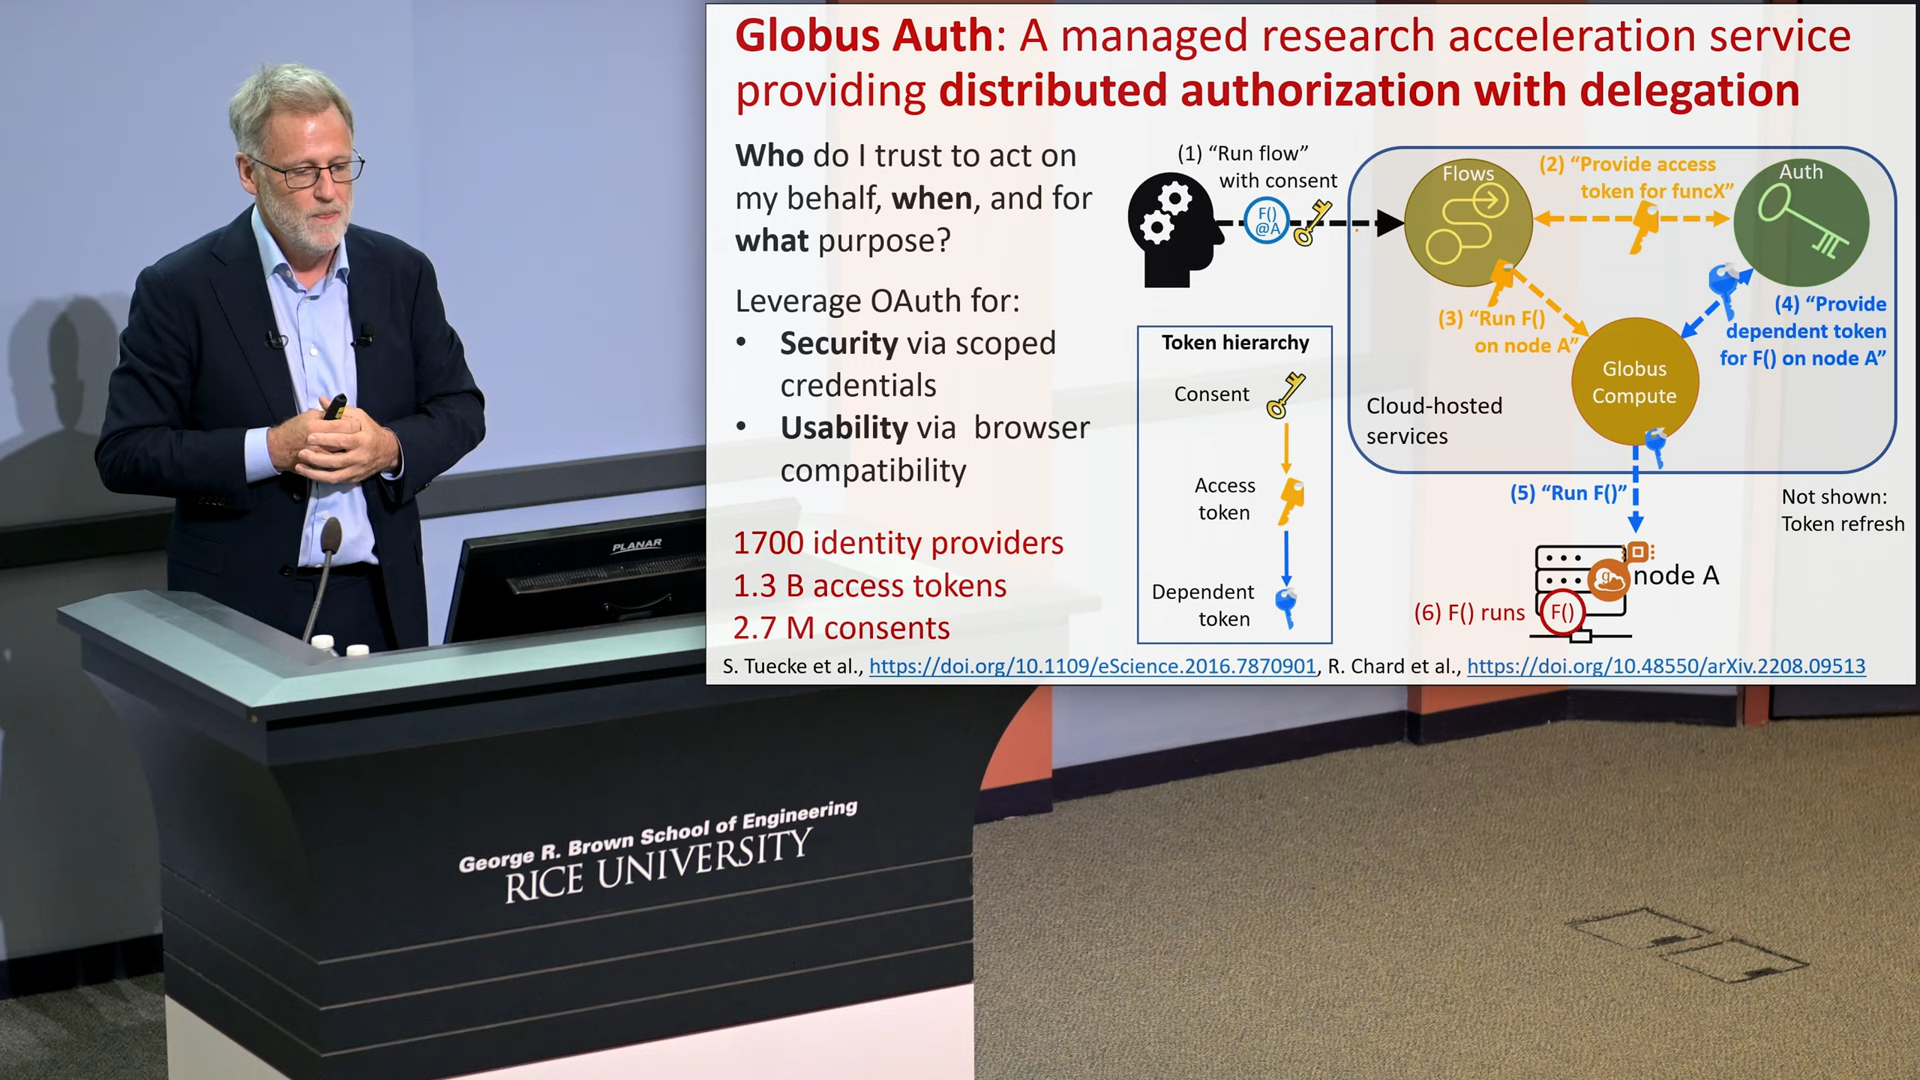 Globus Auth: A managed research acceleration service
providing distributed authorization with delegation
Who do I trust to act on
my behalf, when, and for
what purpose?
Leverage OAuth for:
• Security via scoped
credentials
• Usability via browser
compatibility
1700 identity providers
1.3 B access tokens
2.7 M consents
(1) “Run flow”
with consent
F()
@A
Flows
(2) “Provide access
token for funcX”
Auth
(3) “Run F()
on node A”
(4) “Provide
dependent token
for F() on node A”
Globus
Compute
Cloud-hosted
services
Token hierarchy
Consent
Access
token
Dependent
token
(5) “Run F()”
Not shown:
Token refresh
node A
(6) F() runs
F()
S. Tuecke et al., https://doi.org/10.1109/eScience.2016.7870901, R. Chard et al., https://doi.org/10.48550/arXiv.2208.09513
PLANAR
George R. Brown School of Engineering
RICE UNIVERSITY